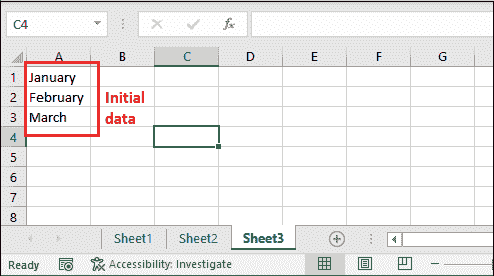 C4 fx
A B C D E F G
1 January
2 February Initial
3 March data
4
5
6
7
8
Sheet1 Sheet2 Sheet3
Ready Accessibility: Investigate